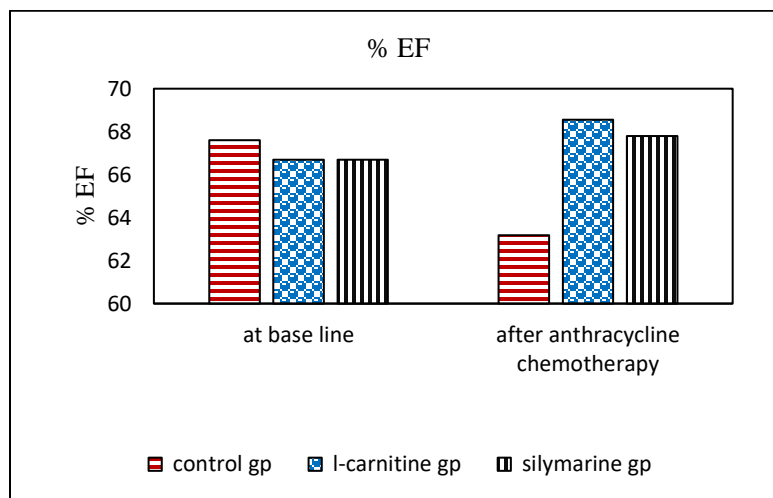 % EF
% EF
70
68
66
64
62
60
at base line
after anthracycline
chemotherapy
control gp
l-carnitine gp
silymarine gp